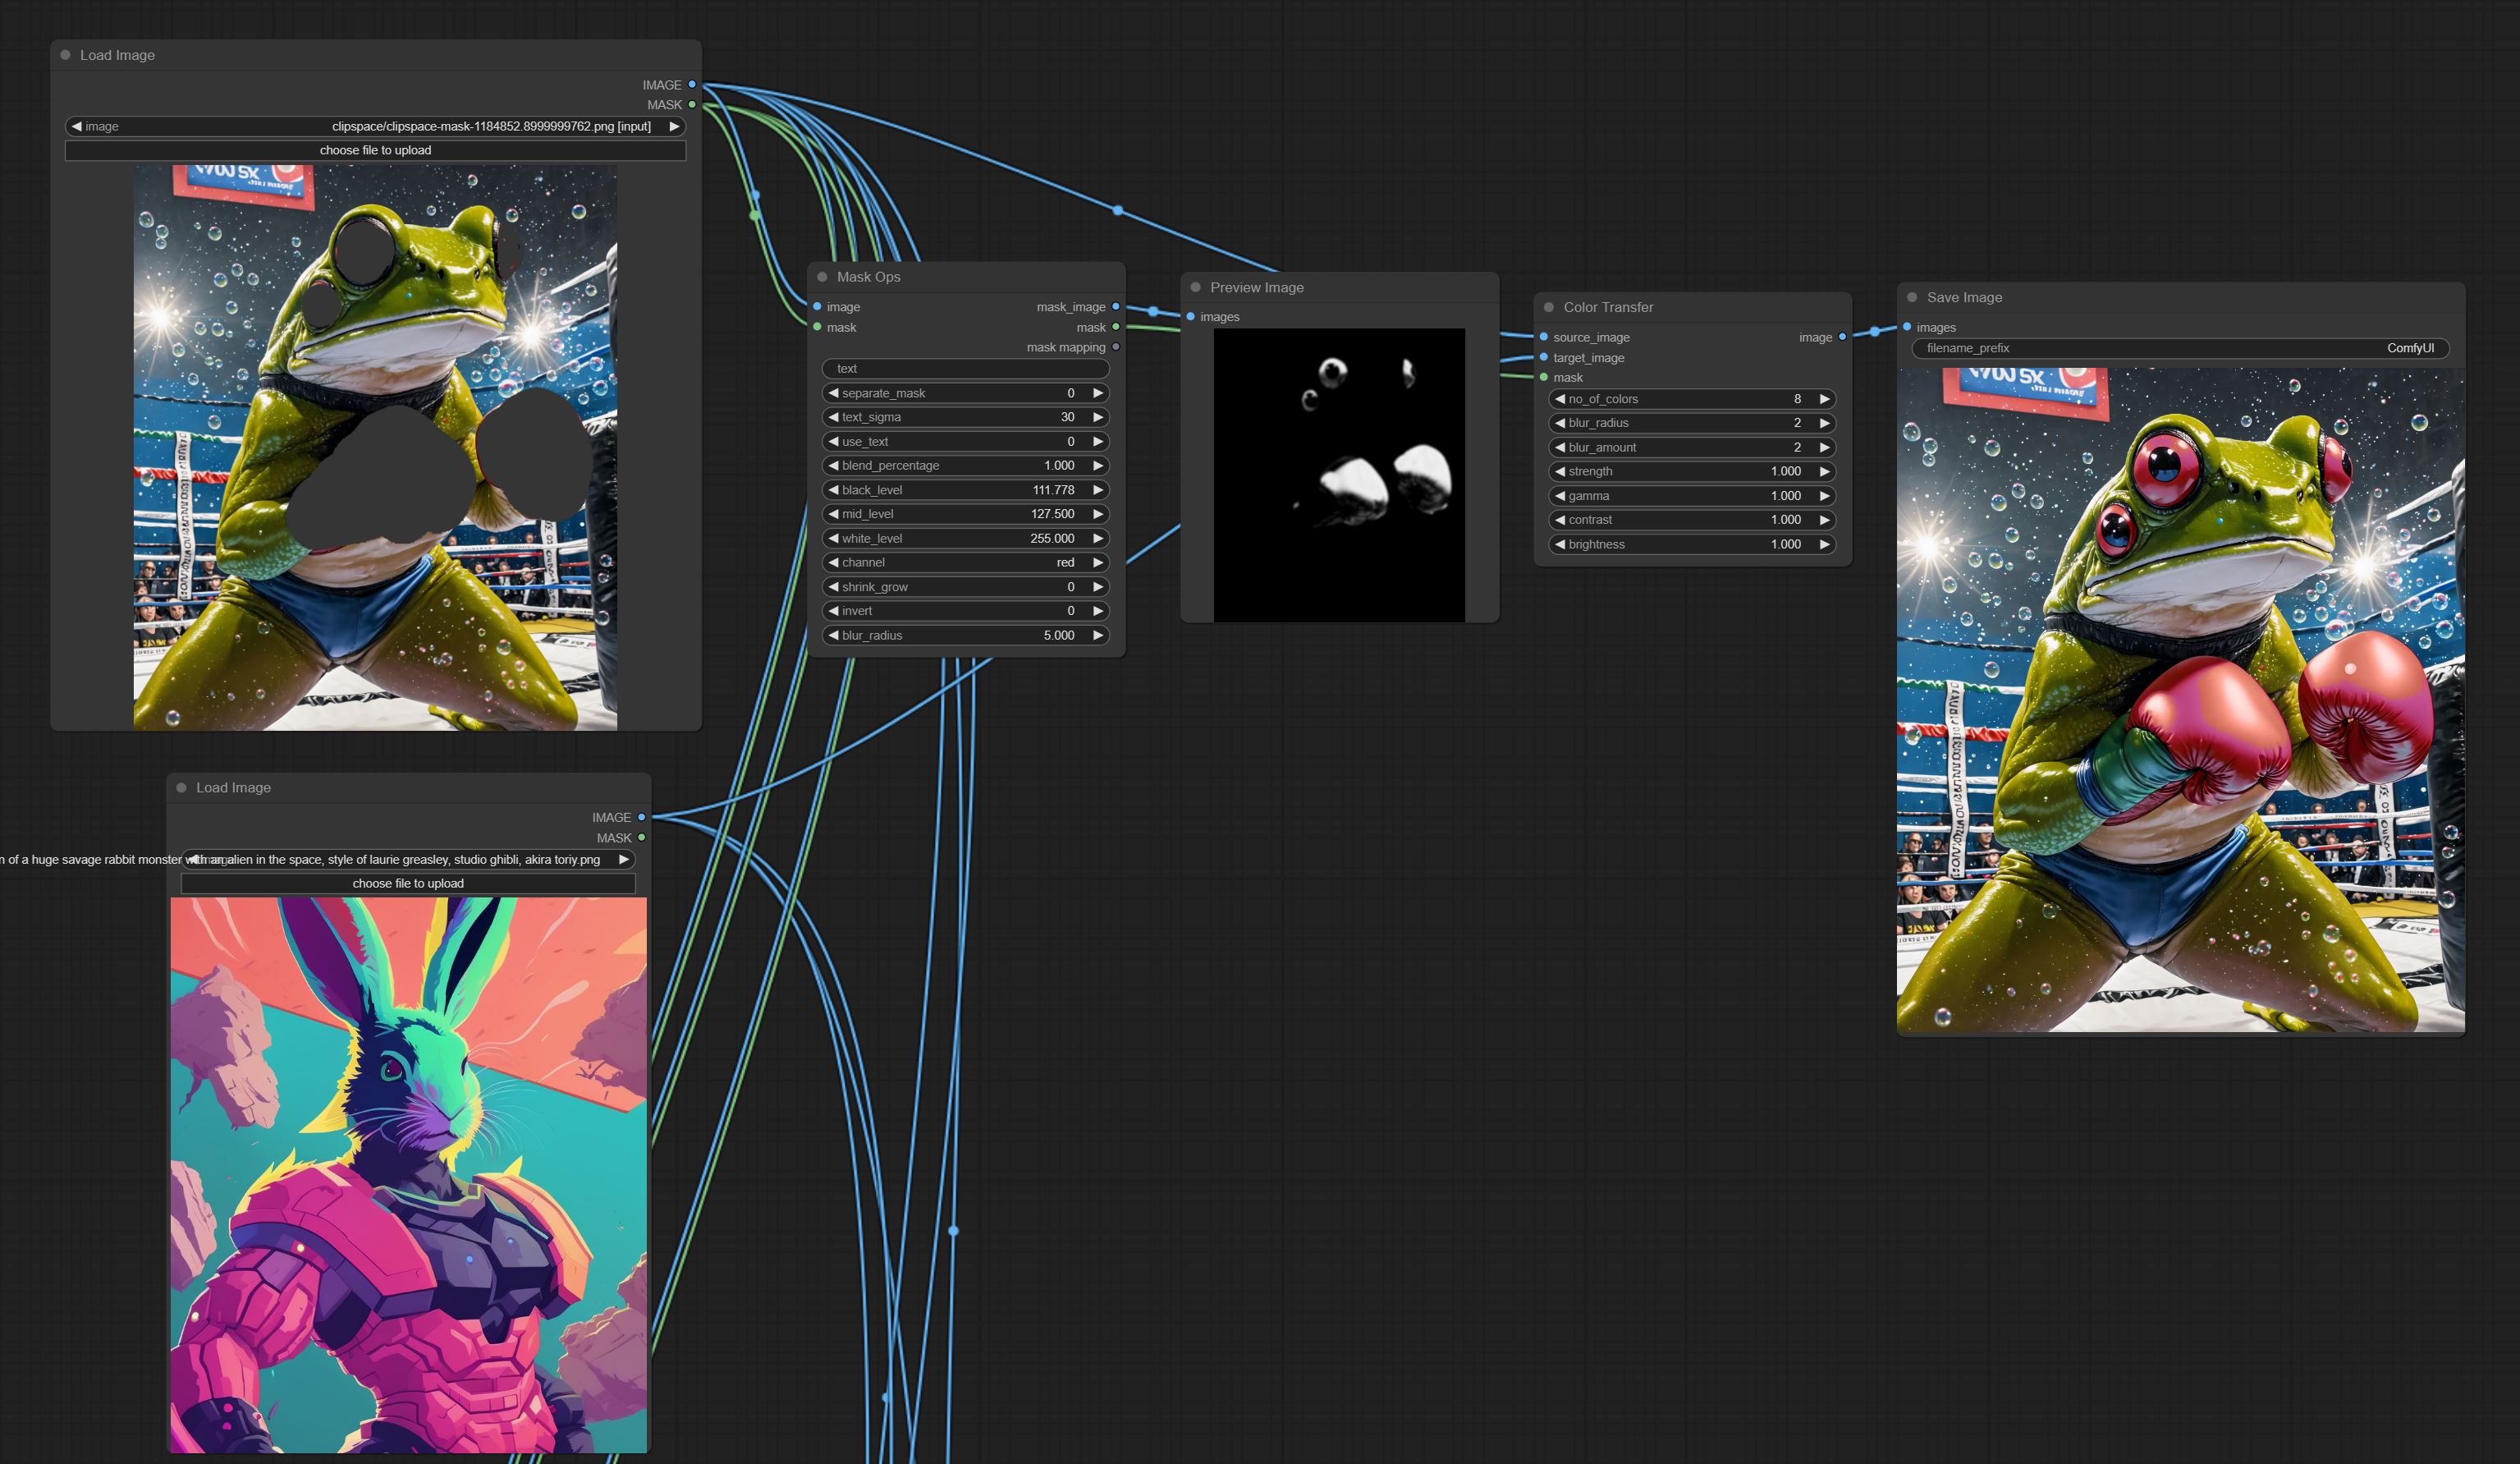 Load Image
IMAGE
MASK
image clipspace/clipspace-mask-1184852.8999999762.png [input]
choose file to upload
Mask Ops
image mask_image
mask mask
mask mapping
text
separate_mask 0
text_sigma 30
use_text 0
blend_percentage 1.000
black_level 111.778
mid_level 127.500
white_level 255.000
channel red
shrink_grow 0
invert 0
blur_radius 5.000
Preview Image
images
Color Transfer
source_image image
target_image
mask
no_of_colors 8
blur_radius 2
blur_amount 2
strength 1.000
gamma 1.000
contrast 1.000
brightness 1.000
Save Image
images
filename_prefix ComfyUI
Load Image
IMAGE
MASK
n of a huge savage rabbit monster with an alien in the space, style of laurie greasley, studio ghibli, akira toriy.png
choose file to upload